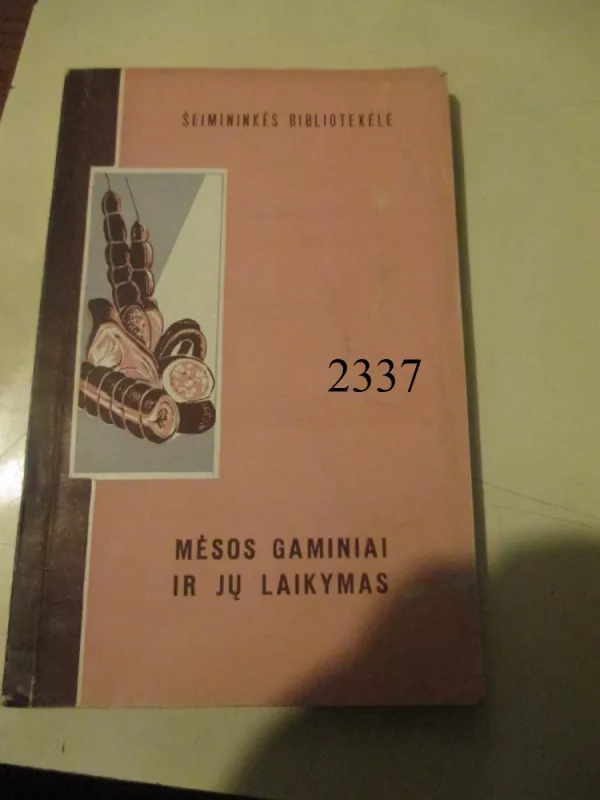 ŠEIMININKĖS BIBLIOTEKĖLĖ
2337
MĖSOS GAMINIAI
IR JŲ LAIKYMAS